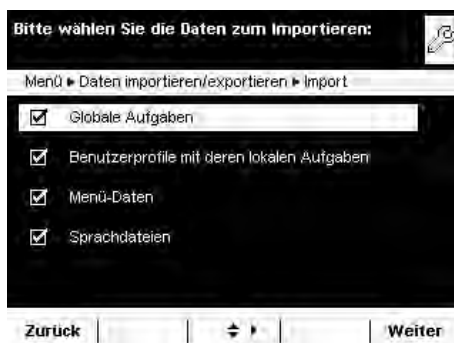 Bitte wählen Sie die Daten zum Importieren:
Menü ▸ Daten importieren/exportieren ▸ Import
Globale Aufgaben
Benutzerprofile mit deren lokalen Aufgaben
Menü-Daten
Sprachdateien
Zurück Weiter